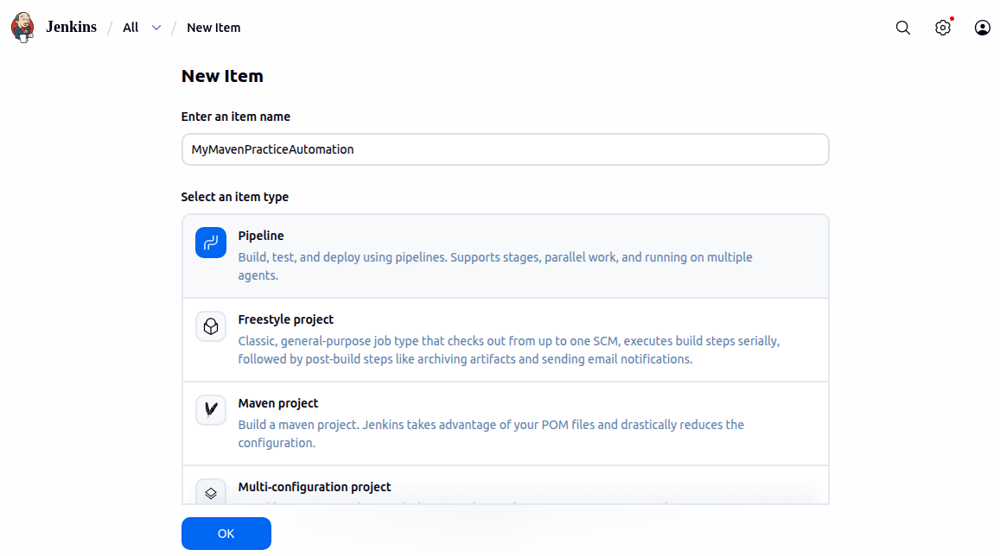 Jenkins / All / New Item
New Item
Enter an item name
MyMavenPracticeAutomation
Select an item type
Pipeline
Build, test, and deploy using pipelines. Supports stages, parallel work, and running on multiple
agents.
Freestyle project
Classic, general-purpose job type that checks out from up to one SCM, executes build steps serially,
followed by post-build steps like archiving artifacts and sending email notifications.
Maven project
Build a maven project. Jenkins takes advantage of your POM files and drastically reduces the
configuration.
Multi-configuration project
OK